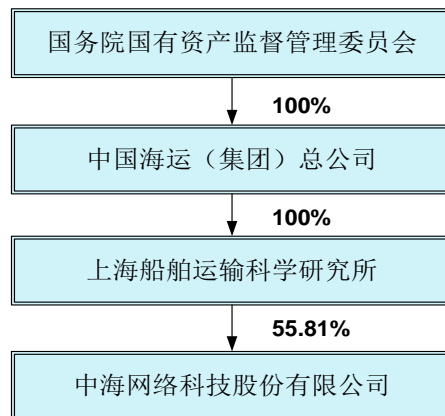 国务院国有资产监督管理委员会
100%
中国海运（集团）总公司
100%
上海船舶运输科学研究所
55.81%
中海网络科技股份有限公司